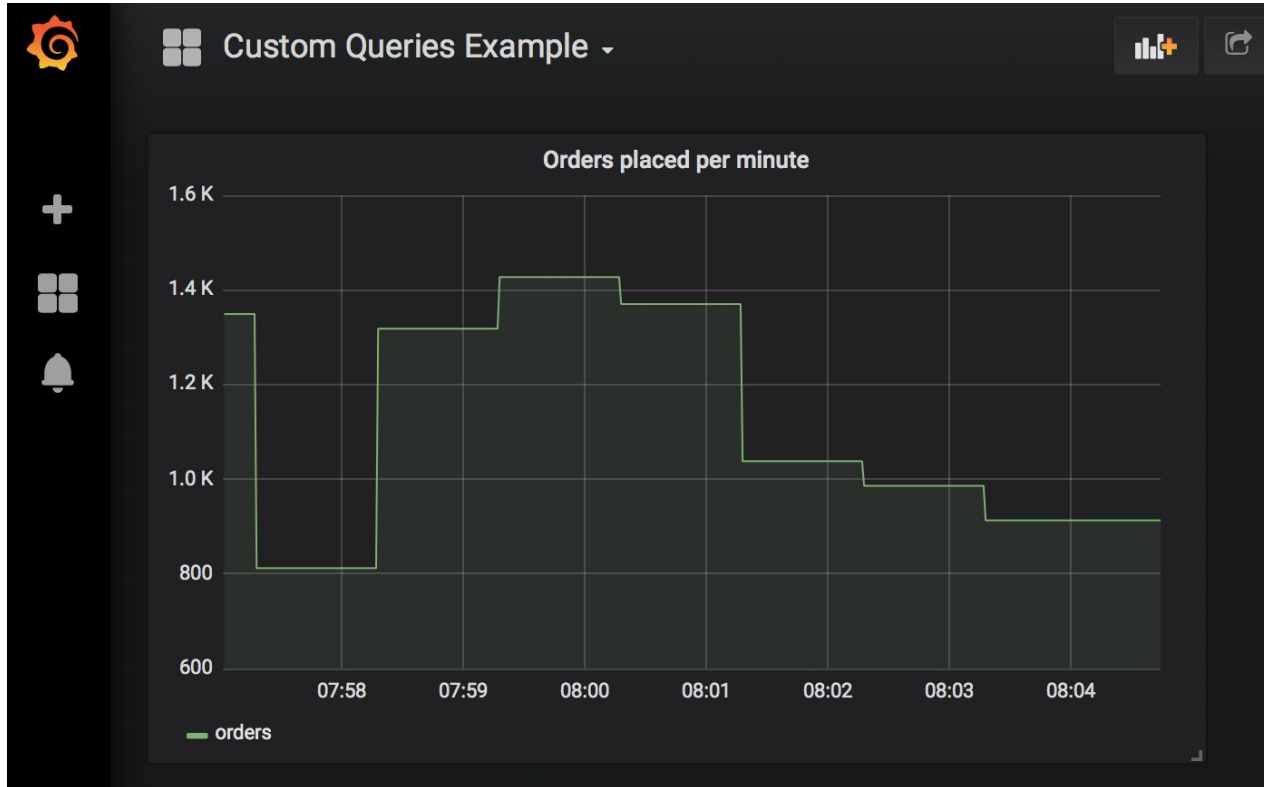 Custom Queries Example
Orders placed per minute
1.6 K
1.4 K
1.2 K
1.0 K
800
600
07:58 07:59 08:00 08:01 08:02 08:03 08:04
orders